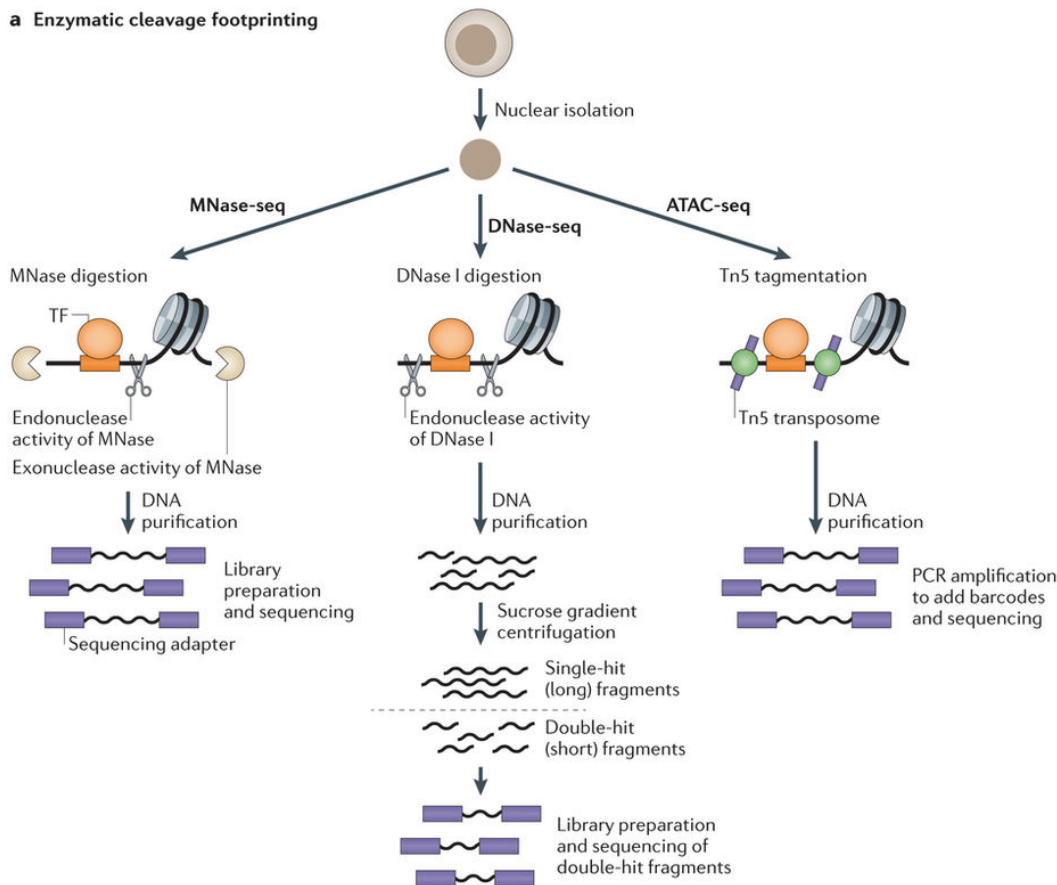 a Enzymatic cleavage footprinting
Nuclear isolation
MNase-seq
DNase-seq
ATAC-seq
MNase digestion
TF
Endonuclease
activity of MNase
Exonuclease activity of MNase
DNA
purification
Library
preparation
and sequencing
Sequencing adapter
DNase I digestion
Endonuclease activity
of DNase I
DNA
purification
Sucrose gradient
centrifugation
Single-hit
(long) fragments
Double-hit
(short) fragments
Library preparation
and sequencing of
double-hit fragments
Tn5 tagmentation
Tn5 transposome
DNA
purification
PCR amplification
to add barcodes
and sequencing